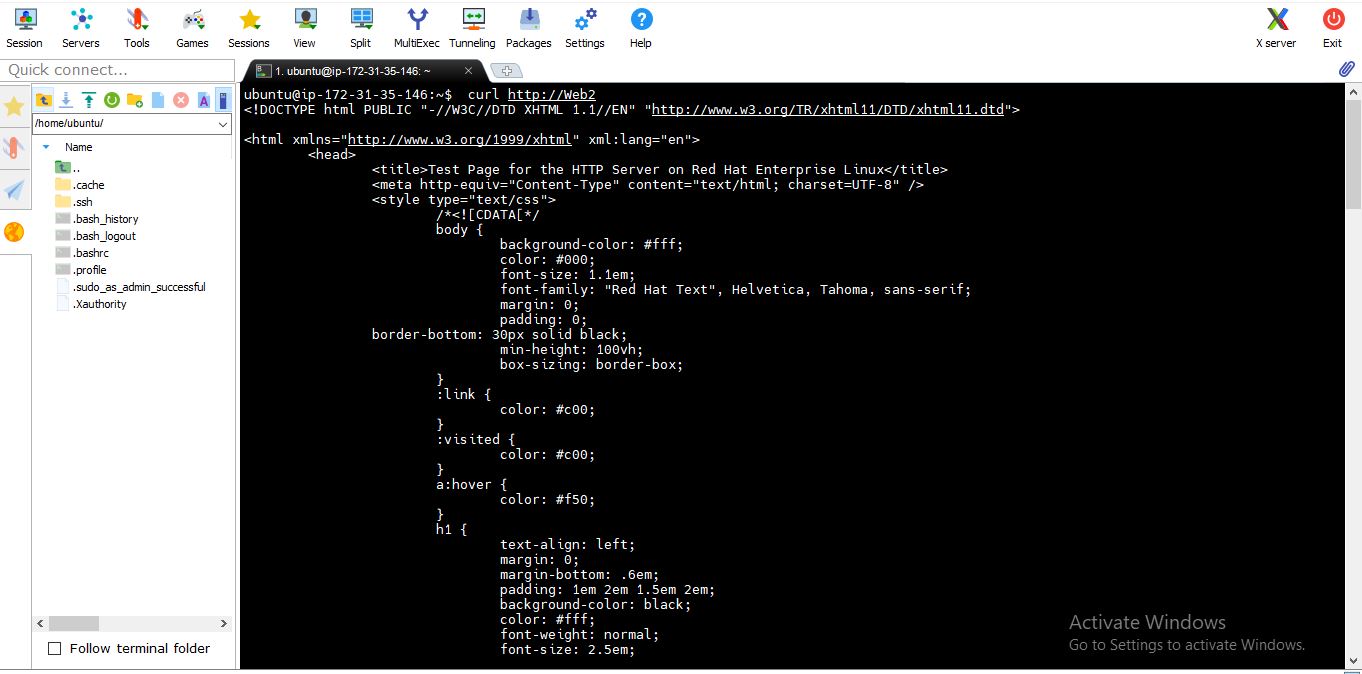 Session Servers Tools Games Sessions View Split MultiExec Tunneling Packages Settings Help X server Exit
Quick connect...
1. ubuntu@ip-172-31-35-146: ~
/home/ubuntu/
Name
..
.cache
.ssh
.bash_history
.bash_logout
.bashrc
.profile
.sudo_as_admin_successful
.Xauthority
Follow terminal folder
ubuntu@ip-172-31-35-146:~$  curl http://Web2
<!DOCTYPE html PUBLIC "-//W3C//DTD XHTML 1.1//EN" "http://www.w3.org/TR/xhtml11/DTD/xhtml11.dtd">
<html xmlns="http://www.w3.org/1999/xhtml" xml:lang="en">
<head>
<title>Test Page for the HTTP Server on Red Hat Enterprise Linux</title>
<meta http-equiv="Content-Type" content="text/html; charset=UTF-8" />
<style type="text/css">
/*<![CDATA[*/
body {
background-color: #fff;
color: #000;
font-size: 1.1em;
font-family: "Red Hat Text", Helvetica, Tahoma, sans-serif;
margin: 0;
padding: 0;
border-bottom: 30px solid black;
min-height: 100vh;
box-sizing: border-box;
}
:link {
color: #c00;
}
:visited {
color: #c00;
}
a:hover {
color: #f50;
}
h1 {
text-align: left;
margin: 0;
margin-bottom: .6em;
padding: 1em 2em 1.5em 2em;
background-color: black;
color: #fff;
font-weight: normal;
font-size: 2.5em;
Activate Windows
Go to Settings to activate Windows.